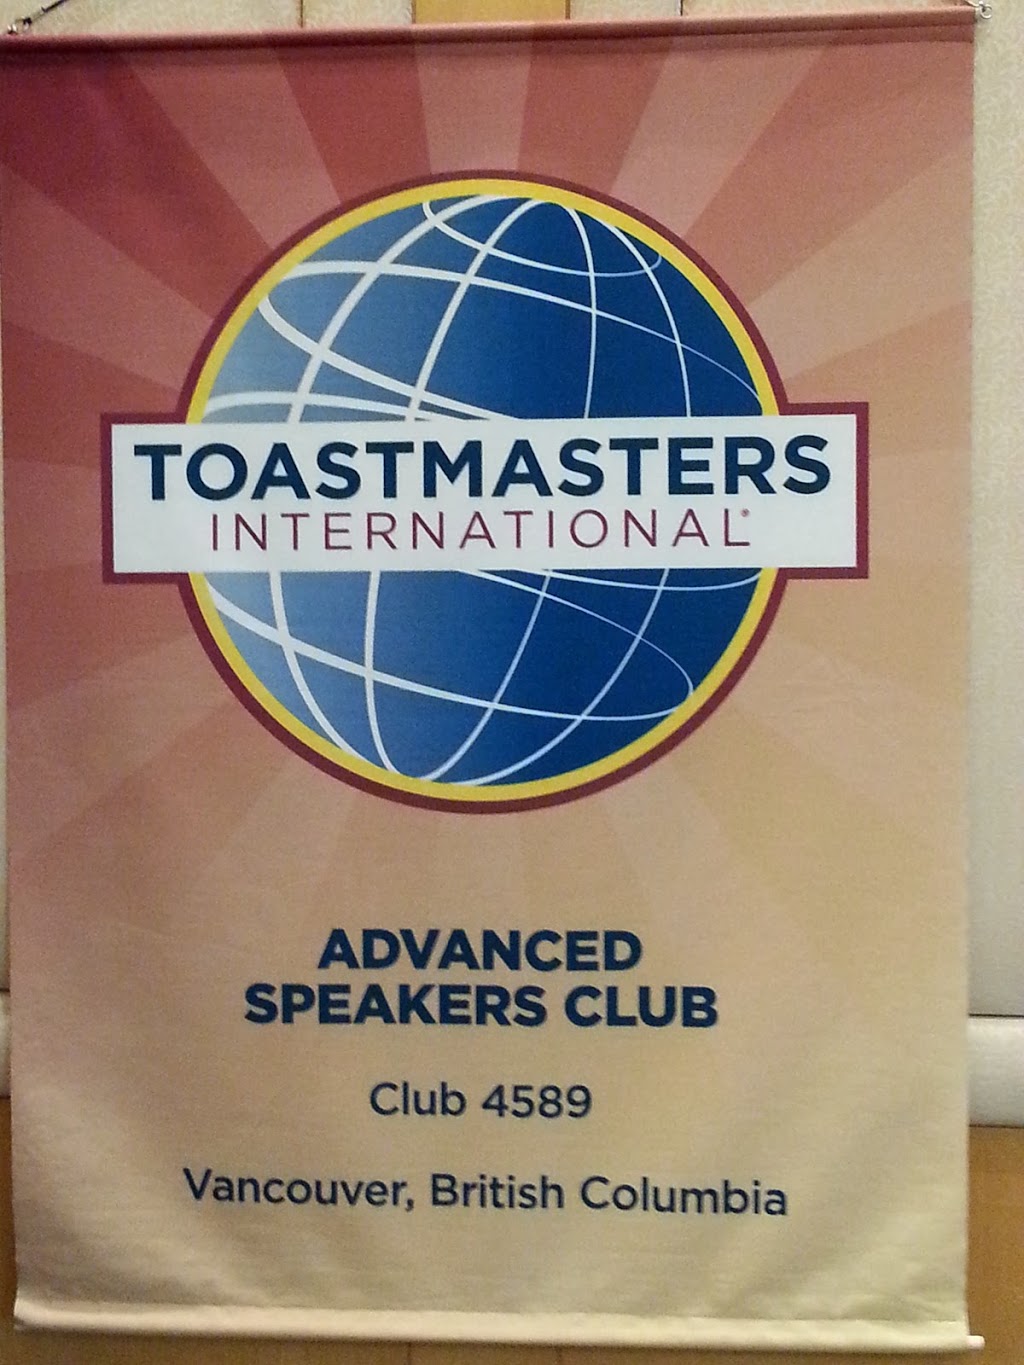 TOASTMASTERS
INTERNATIONAL®
ADVANCED
SPEAKERS CLUB
Club 4589
Vancouver, British Columbia